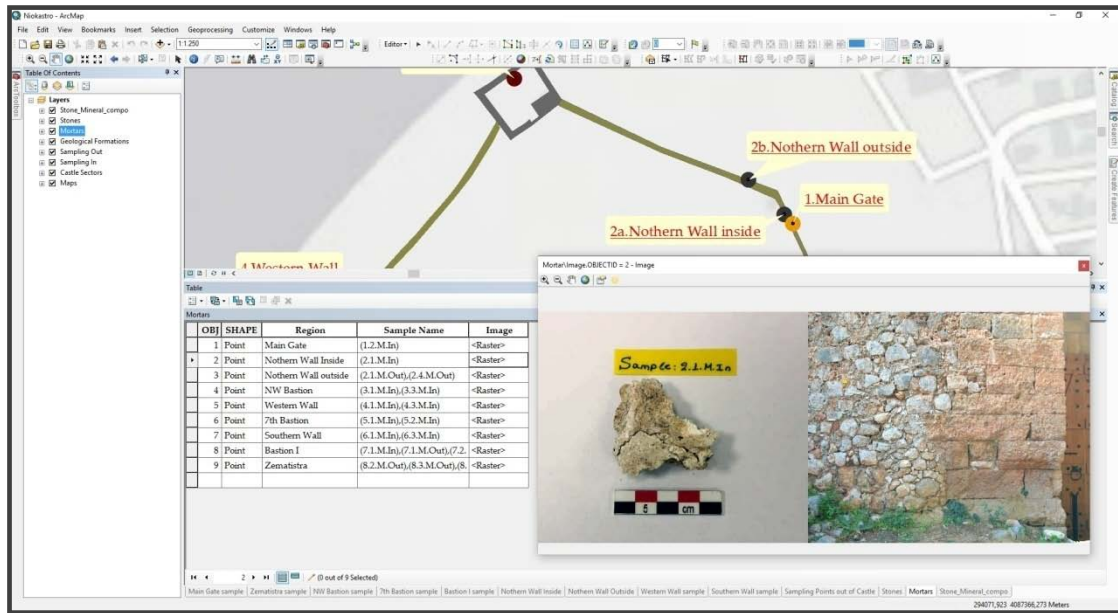 Niokastro - ArcMap
File Edit View Bookmarks Insert Selection Geoprocessing Customize Windows Help
1:1.250
Editor
Table Of Contents
Layers
Stone_Mineral_compo
Stones
Mortars
Geological Formations
Sampling Out
Sampling In
Castle Sectors
Maps
ArcToolbox
2b.Nothern Wall outside
1.Main Gate
2a.Nothern Wall inside
4.Western Wall
Catalog
Search
Create Features
Table
Mortars
OBJ SHAPE Region Sample Name Image
1 Point Main Gate (1.2.M.In) <Raster>
2 Point Nothern Wall Inside (2.1.M.In) <Raster>
3 Point Nothern Wall outside (2.1.M.Out),(2.4.M.Out) <Raster>
4 Point NW Bastion (3.1.M.In),(3.3.M.In) <Raster>
5 Point Western Wall (4.1.M.In),(4.3.M.In) <Raster>
6 Point 7th Bastion (5.1.M.In),(5.2.M.In) <Raster>
7 Point Southern Wall (6.1.M.In),(6.3.M.In) <Raster>
8 Point Bastion I (7.1.M.In),(7.1.M.Out),(7.2. <Raster>
9 Point Zematistra (8.2.M.Out),(8.3.M.Out),(8. <Raster>
Mortar\Image.OBJECTID = 2 - Image
Sample: 2.1.M.In
5 cm
2
(0 out of 9 Selected)
Main Gate sample Zematistra sample NW Bastion sample 7th Bastion sample Bastion I sample Nothern Wall Inside Nothern Wall Outside Western Wall sample Southern Wall sample Sampling Points out of Castle Stones Mortars Stone_Mineral_compo
294071,923 4087366,273 Meters